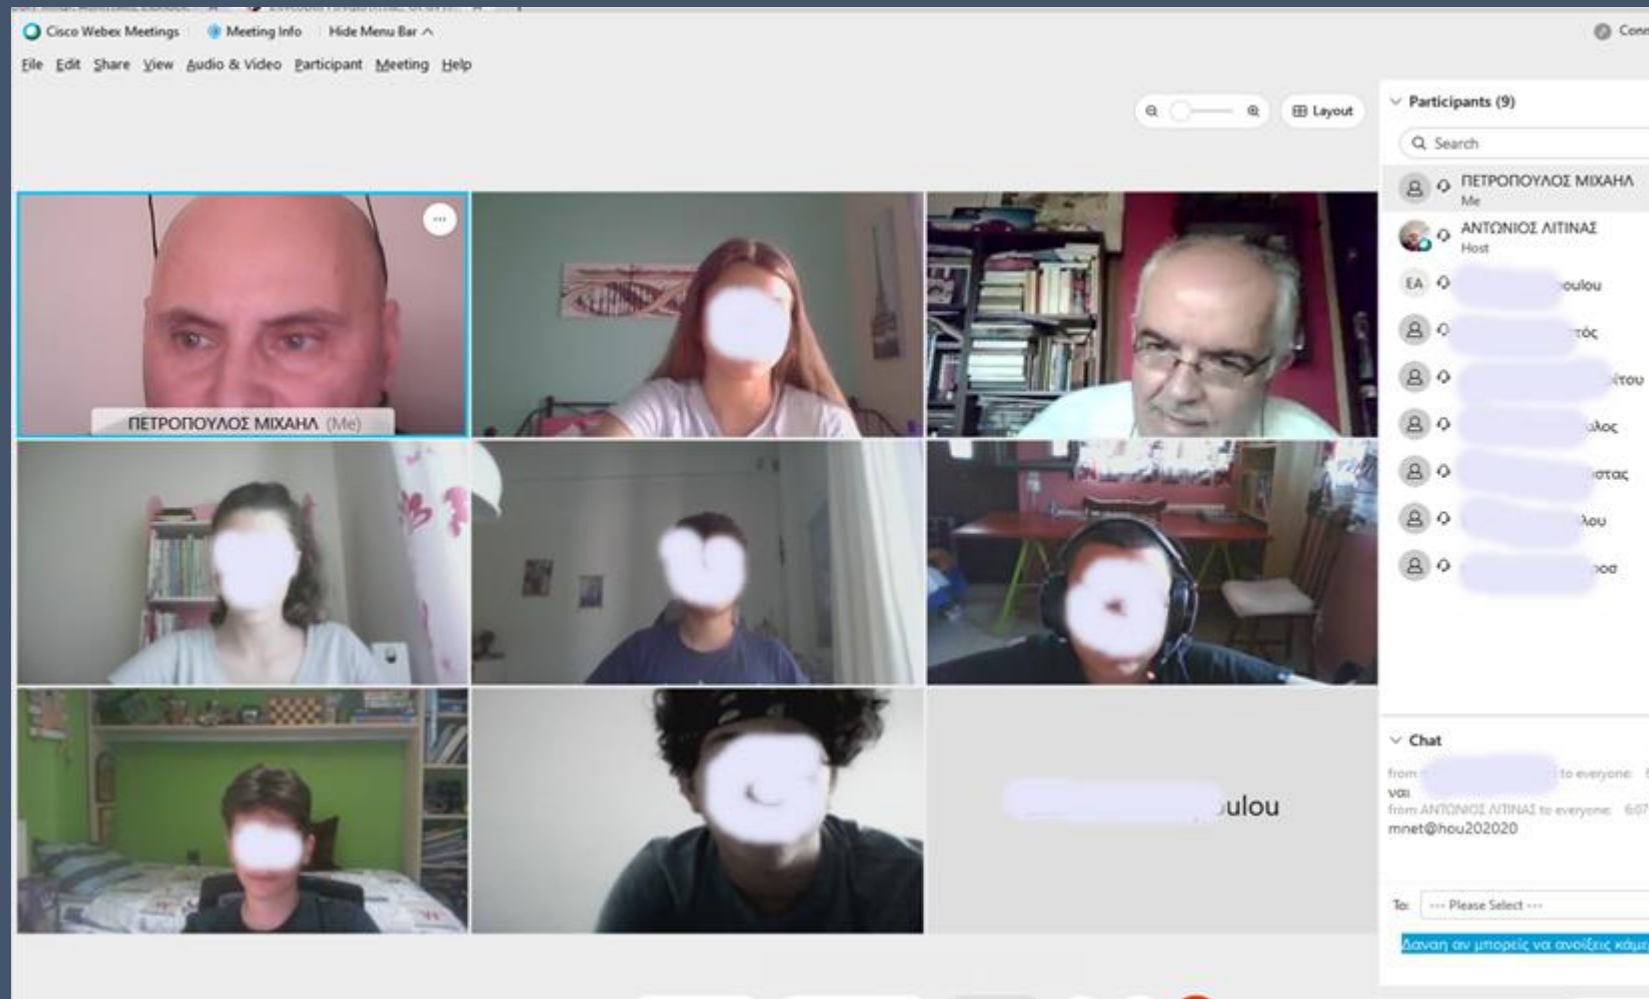 Cisco Webex Meetings Meeting Info Hide Menu Bar
File Edit Share View Audio & Video Participant Meeting Help
Layout
ΠΕΤΡΟΠΟΥΛΟΣ ΜΙΧΑΗΛ (Me)
ulou
Participants (9)
Search
ΠΕΤΡΟΠΟΥΛΟΣ ΜΙΧΑΗΛ
Me
ΑΝΤΩΝΙΟΣ ΛΙΤΙΝΑΣ
Host
EA oulou
τός
ίτου
λος
στας
λου
ροσ
Chat
from to everyone:
ναι
from ΑΝΤΩΝΙΟΣ ΛΙΤΙΝΑΣ to everyone: 6:07
mnet@hou202020
To: --- Please Select ---
Δαναη αν μπορείς να ανοίξεις